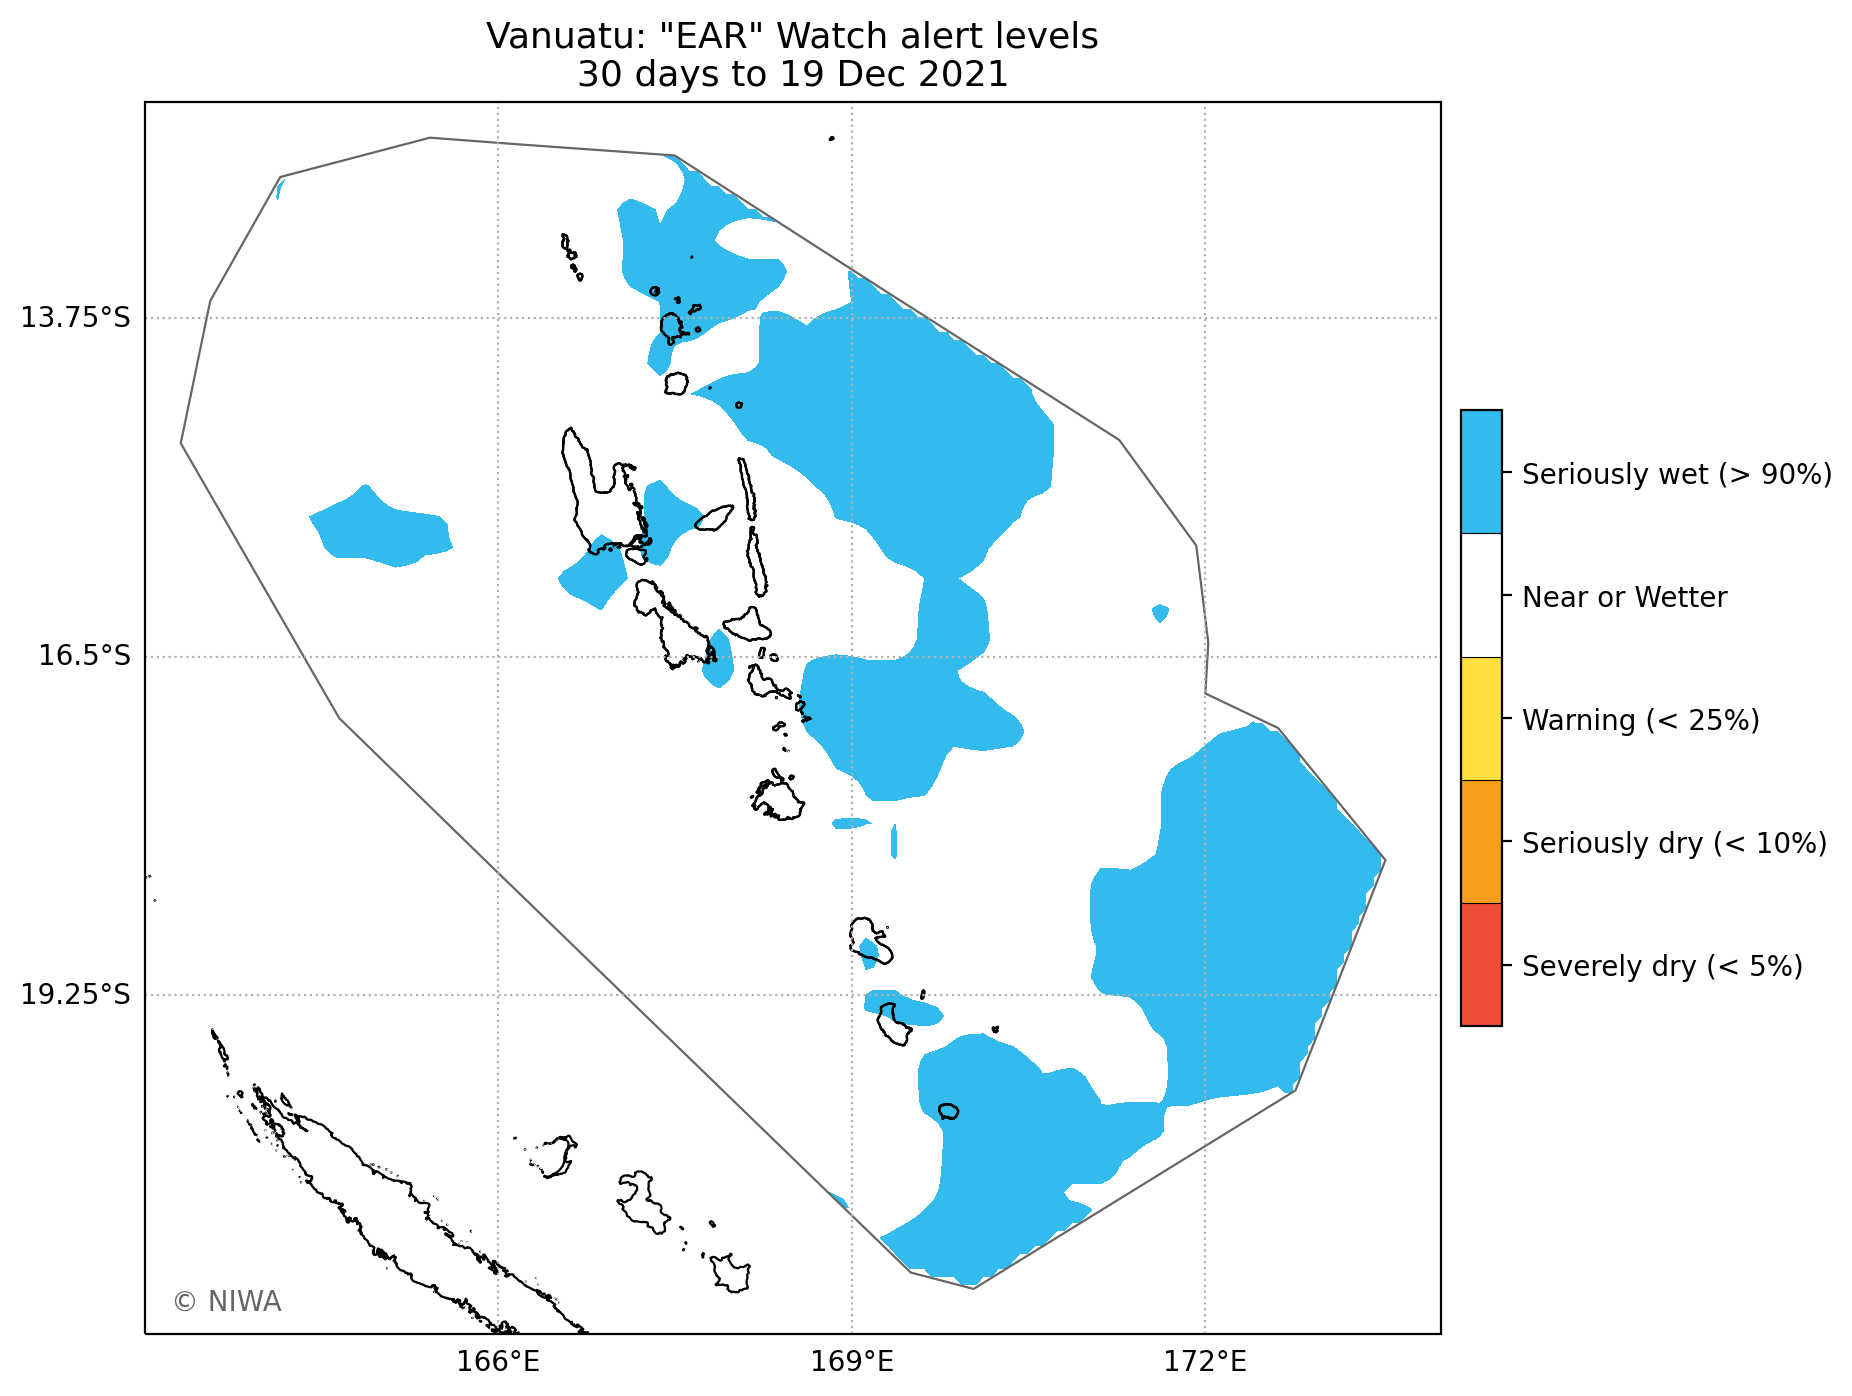 Vanuatu: "EAR" Watch alert levels
30 days to 19 Dec 2021
13.75°S
16.5°S
19.25°S
166°E
169°E
172°E
© NIWA
Seriously wet (> 90%)
Near or Wetter
Warning (< 25%)
Seriously dry (< 10%)
Severely dry (< 5%)